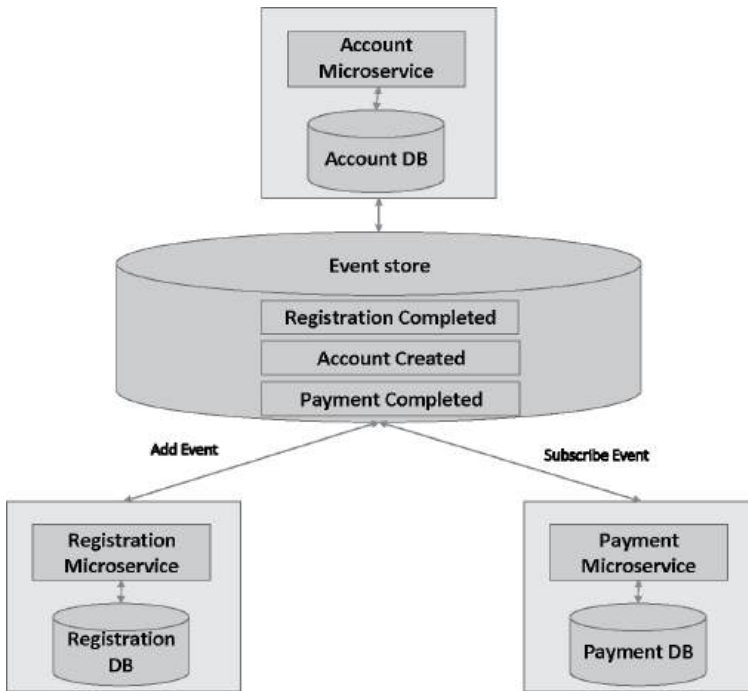 Account
Microservice
Account DB
Event store
Registration Completed
Account Created
Payment Completed
Add Event
Subscribe Event
Registration
Microservice
Registration
DB
Payment
Microservice
Payment DB